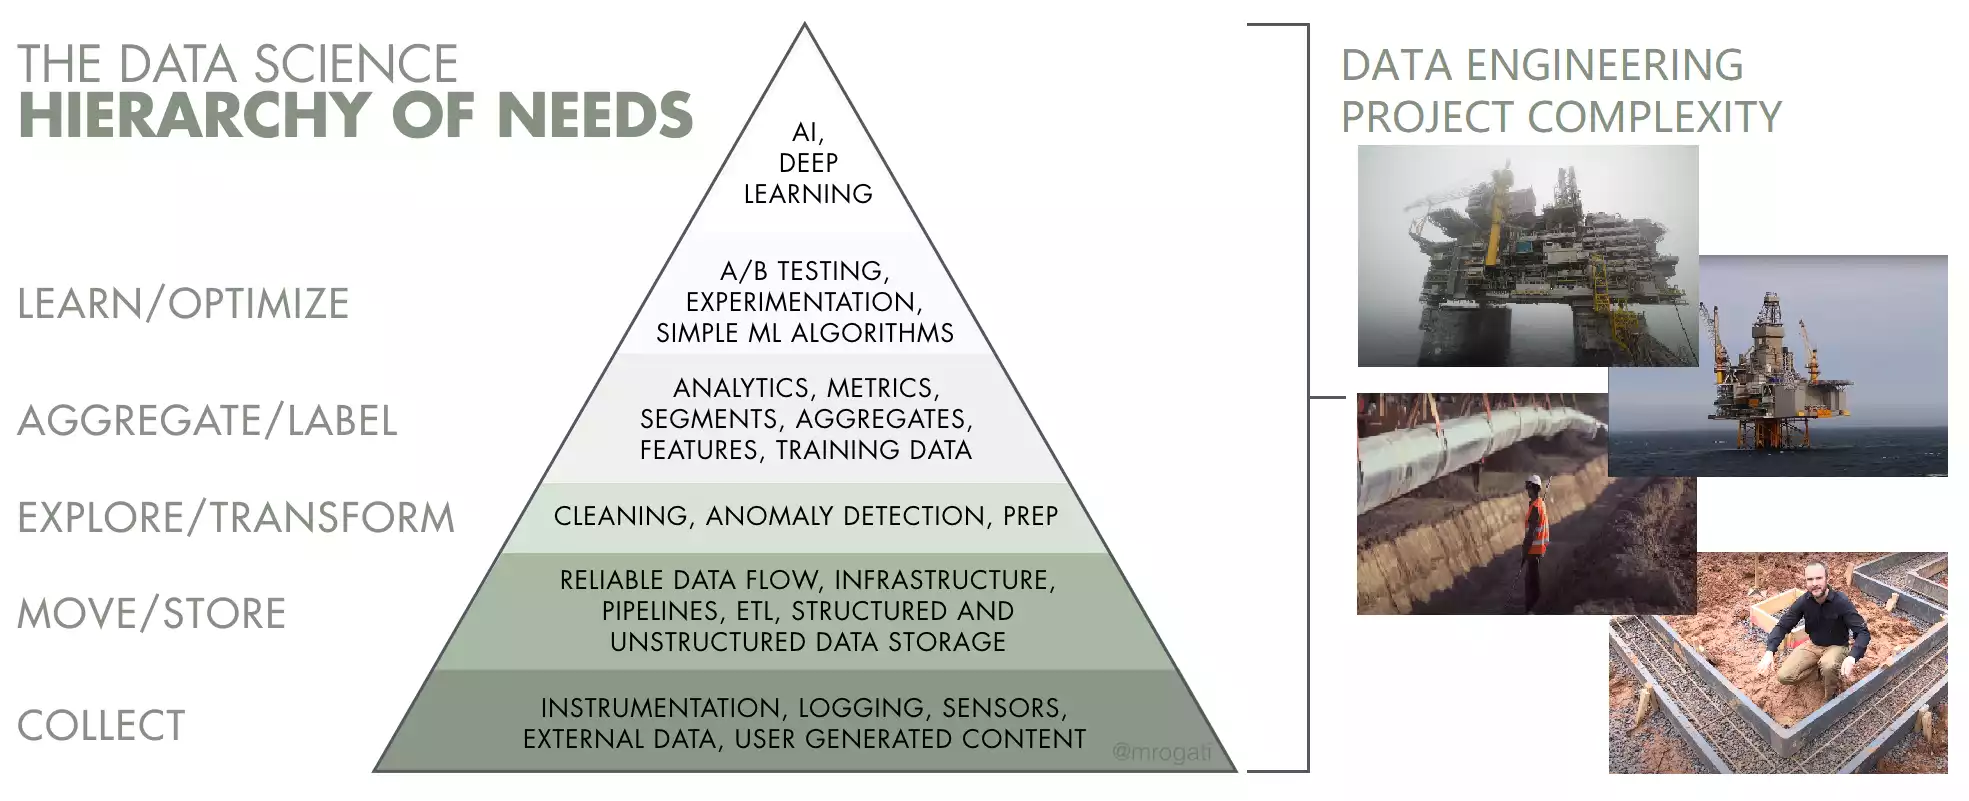 THE DATA SCIENCE
HIERARCHY OF NEEDS
AI,
DEEP
LEARNING
LEARN/OPTIMIZE
A/B TESTING,
EXPERIMENTATION,
SIMPLE ML ALGORITHMS
AGGREGATE/LABEL
ANALYTICS, METRICS,
SEGMENTS, AGGREGATES,
FEATURES, TRAINING DATA
EXPLORE/TRANSFORM
CLEANING, ANOMALY DETECTION, PREP
MOVE/STORE
RELIABLE DATA FLOW, INFRASTRUCTURE,
PIPELINES, ETL, STRUCTURED AND
UNSTRUCTURED DATA STORAGE
COLLECT
INSTRUMENTATION, LOGGING, SENSORS,
EXTERNAL DATA, USER GENERATED CONTENT
@mrogati
DATA ENGINEERING
PROJECT COMPLEXITY